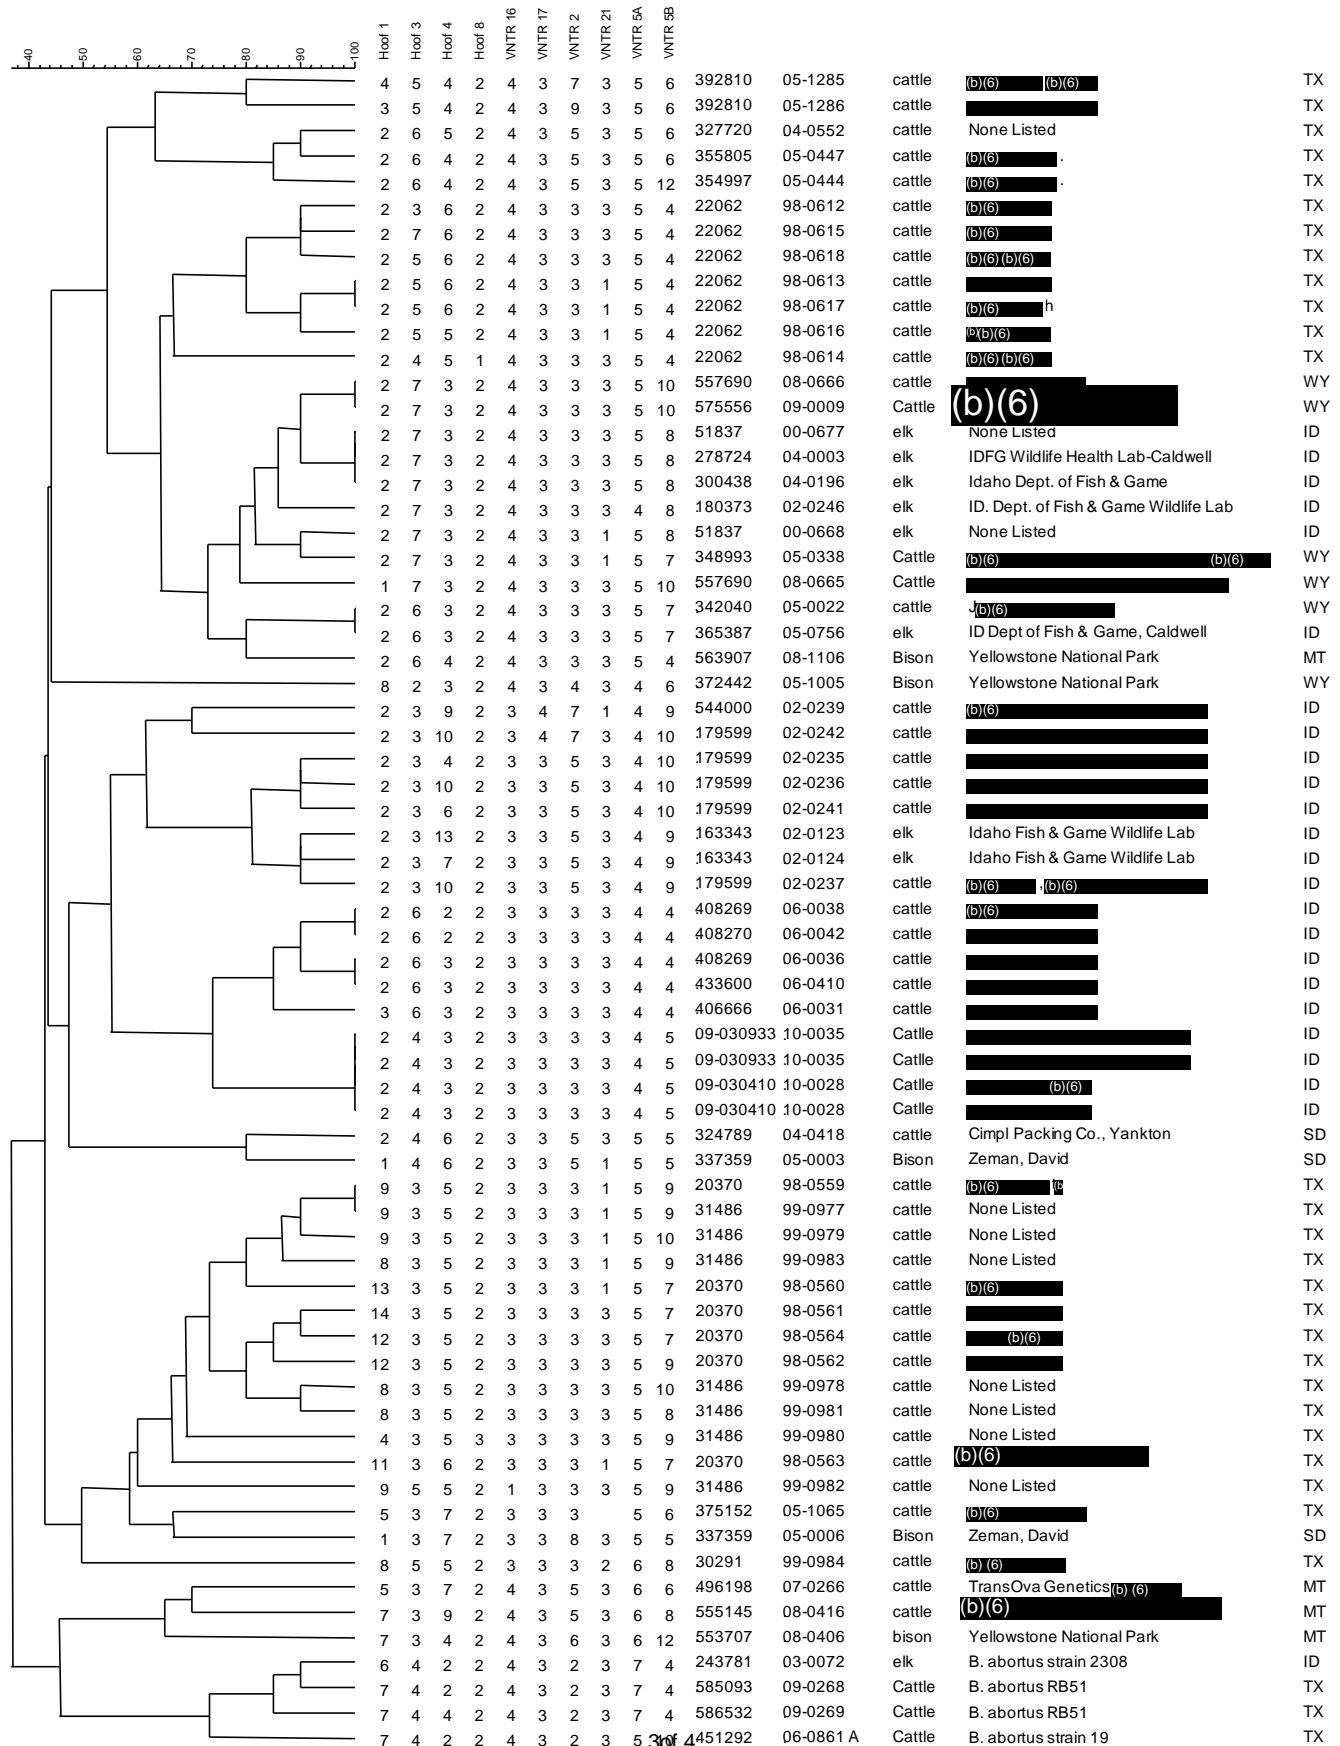 40 50 60 70 80 90 100 Hoof 1 Hoof 3 Hoof 4 Hoof 8 VNTR 16 VNTR 17 VNTR 2 VNTR 21 VNTR 5A VNTR 5B
4 5 4 2 4 3 7 3 5 6 392810 05-1285 cattle (b)(6) (b)(6) TX
3 5 4 2 4 3 9 3 5 6 392810 05-1286 cattle TX
2 6 5 2 4 3 5 3 5 6 327720 04-0552 cattle None Listed TX
2 6 4 2 4 3 5 3 5 6 355805 05-0447 cattle (b)(6) . TX
2 6 4 2 4 3 5 3 5 12 354997 05-0444 cattle (b)(6) . TX
2 3 6 2 4 3 3 3 5 4 22062 98-0612 cattle (b)(6) TX
2 7 6 2 4 3 3 3 5 4 22062 98-0615 cattle (b)(6) TX
2 5 6 2 4 3 3 3 5 4 22062 98-0618 cattle (b)(6) (b)(6) TX
2 5 6 2 4 3 3 1 5 4 22062 98-0613 cattle TX
2 5 6 2 4 3 3 1 5 4 22062 98-0617 cattle (b)(6) h TX
2 5 5 2 4 3 3 1 5 4 22062 98-0616 cattle (b)(b)(6) TX
2 4 5 1 4 3 3 3 5 4 22062 98-0614 cattle (b)(6) (b)(6) TX
2 7 3 2 4 3 3 3 5 10 557690 08-0666 cattle WY
2 7 3 2 4 3 3 3 5 10 575556 09-0009 Cattle (b)(6) WY
2 7 3 2 4 3 3 3 5 8 51837 00-0677 elk None Listed ID
2 7 3 2 4 3 3 3 5 8 278724 04-0003 elk IDFG Wildlife Health Lab-Caldwell ID
2 7 3 2 4 3 3 3 5 8 300438 04-0196 elk Idaho Dept. of Fish & Game ID
2 7 3 2 4 3 3 3 4 8 180373 02-0246 elk ID. Dept. of Fish & Game Wildlife Lab ID
2 7 3 2 4 3 3 1 5 8 51837 00-0668 elk None Listed ID
2 7 3 2 4 3 3 1 5 7 348993 05-0338 Cattle (b)(6) (b)(6) WY
1 7 3 2 4 3 3 3 5 10 557690 08-0665 Cattle WY
2 6 3 2 4 3 3 3 5 7 342040 05-0022 cattle J(b)(6) WY
2 6 3 2 4 3 3 3 5 7 365387 05-0756 elk ID Dept of Fish & Game, Caldwell ID
2 6 4 2 4 3 3 3 5 4 563907 08-1106 Bison Yellowstone National Park MT
8 2 3 2 4 3 4 3 4 6 372442 05-1005 Bison Yellowstone National Park WY
2 3 9 2 3 4 7 1 4 9 544000 02-0239 cattle (b)(6) ID
2 3 10 2 3 4 7 3 4 10 179599 02-0242 cattle ID
2 3 4 2 3 3 5 3 4 10 179599 02-0235 cattle ID
2 3 10 2 3 3 5 3 4 10 179599 02-0236 cattle ID
2 3 6 2 3 3 5 3 4 10 179599 02-0241 cattle ID
2 3 13 2 3 3 5 3 4 9 163343 02-0123 elk Idaho Fish & Game Wildlife Lab ID
2 3 7 2 3 3 5 3 4 9 163343 02-0124 elk Idaho Fish & Game Wildlife Lab ID
2 3 10 2 3 3 5 3 4 9 179599 02-0237 cattle (b)(6) , (b)(6) ID
2 6 2 2 3 3 3 3 4 4 408269 06-0038 cattle (b)(6) ID
2 6 2 2 3 3 3 3 4 4 408270 06-0042 cattle ID
2 6 3 2 3 3 3 3 4 4 408269 06-0036 cattle ID
2 6 3 2 3 3 3 3 4 4 433600 06-0410 cattle ID
3 6 3 2 3 3 3 3 4 4 406666 06-0031 cattle ID
2 4 3 2 3 3 3 3 4 5 09-030933 10-0035 Catlle ID
2 4 3 2 3 3 3 3 4 5 09-030933 10-0035 Catlle ID
2 4 3 2 3 3 3 3 4 5 09-030410 10-0028 Catlle (b)(6) ID
2 4 3 2 3 3 3 3 4 5 09-030410 10-0028 Catlle ID
2 4 6 2 3 3 5 3 5 5 324789 04-0418 cattle Cimpl Packing Co., Yankton SD
1 4 6 2 3 3 5 1 5 5 337359 05-0003 Bison Zeman, David SD
9 3 5 2 3 3 3 1 5 9 20370 98-0559 cattle (b)(6) (b TX
9 3 5 2 3 3 3 1 5 9 31486 99-0977 cattle None Listed TX
9 3 5 2 3 3 3 1 5 10 31486 99-0979 cattle None Listed TX
8 3 5 2 3 3 3 1 5 9 31486 99-0983 cattle None Listed TX
13 3 5 2 3 3 3 1 5 7 20370 98-0560 cattle (b)(6) TX
14 3 5 2 3 3 3 3 5 7 20370 98-0561 cattle TX
12 3 5 2 3 3 3 3 5 7 20370 98-0564 cattle (b)(6) TX
12 3 5 2 3 3 3 3 5 9 20370 98-0562 cattle TX
8 3 5 2 3 3 3 3 5 10 31486 99-0978 cattle None Listed TX
8 3 5 2 3 3 3 3 5 8 31486 99-0981 cattle None Listed TX
4 3 5 3 3 3 3 3 5 9 31486 99-0980 cattle None Listed TX
11 3 6 2 3 3 3 1 5 7 20370 98-0563 cattle (b)(6) TX
9 5 5 2 1 3 3 3 5 9 31486 99-0982 cattle None Listed TX
5 3 7 2 3 3 3 5 6 375152 05-1065 cattle (b)(6) TX
1 3 7 2 3 3 8 3 5 5 337359 05-0006 Bison Zeman, David SD
8 5 5 2 3 3 3 2 6 8 30291 99-0984 cattle (b) (6) TX
5 3 7 2 4 3 5 3 6 6 496198 07-0266 cattle TransOva Genetics (b) (6) MT
7 3 9 2 4 3 5 3 6 8 555145 08-0416 cattle (b)(6) MT
7 3 4 2 4 3 6 3 6 12 553707 08-0406 bison Yellowstone National Park MT
6 4 2 2 4 3 2 3 7 4 243781 03-0072 elk B. abortus strain 2308 ID
7 4 2 2 4 3 2 3 7 4 585093 09-0268 Cattle B. abortus RB51 TX
7 4 4 2 4 3 2 3 7 4 586532 09-0269 Cattle B. abortus RB51 TX
7 4 2 2 4 3 2 3 5 451292 06-0861 A Cattle B. abortus strain 19 TX
3 of 4